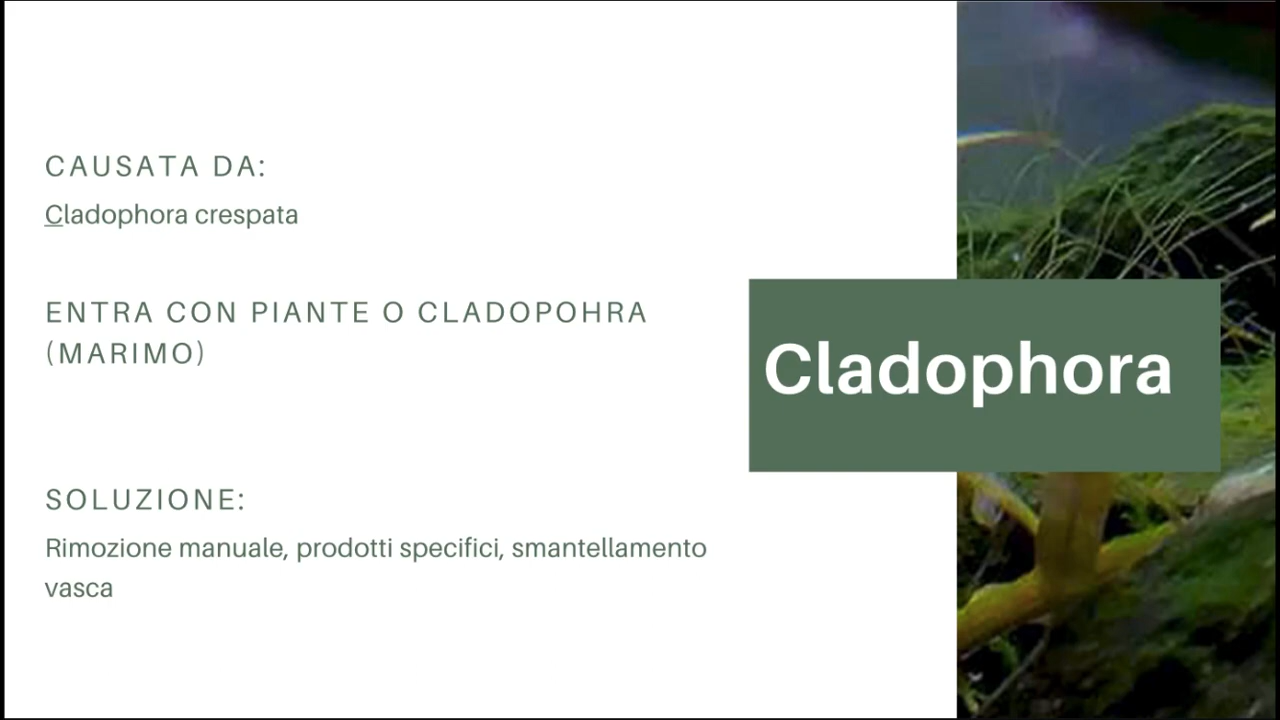 CAUSATA DA:
Cladophora crespata
ENTRA CON PIANTE O CLADOPOHRA
(MARIMO)
SOLUZIONE:
Rimozione manuale, prodotti specifici, smantellamento
vasca
Cladophora